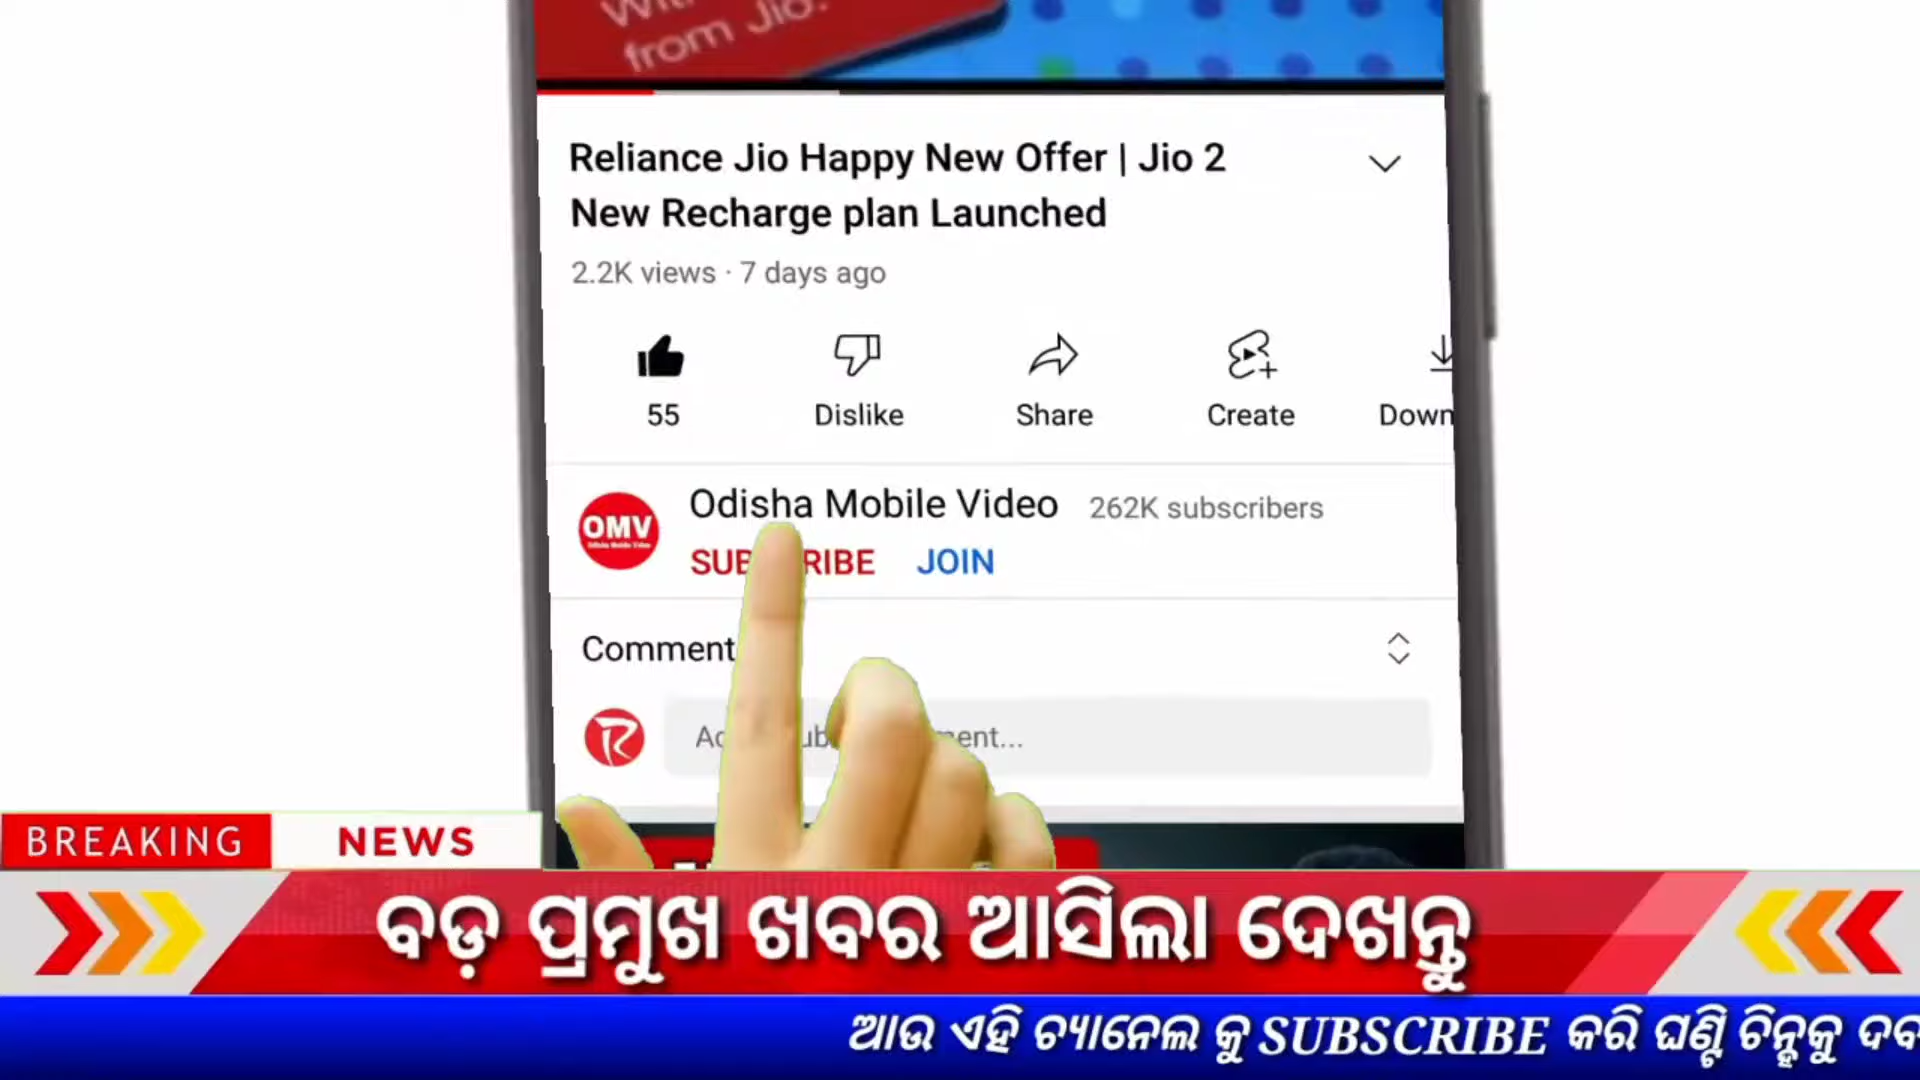 from Jio.
Reliance Jio Happy New Offer | Jio 2
New Recharge plan Launched
2.2K views · 7 days ago
55
Dislike
Share
Create
Down
OMV
Odisha Mobile Video
262K subscribers
SUB RIBE
JOIN
Comment
BREAKING NEWS
ବଡ଼ ପ୍ରମୁଖ ଖବର ଆସିଲା ଦେଖନ୍ତୁ
ଆଉ ଏହି ଚ୍ୟାନେଲ କୁ SUBSCRIBE କରି ଘଣ୍ଟି ଚିହ୍ନକୁ ଦବ